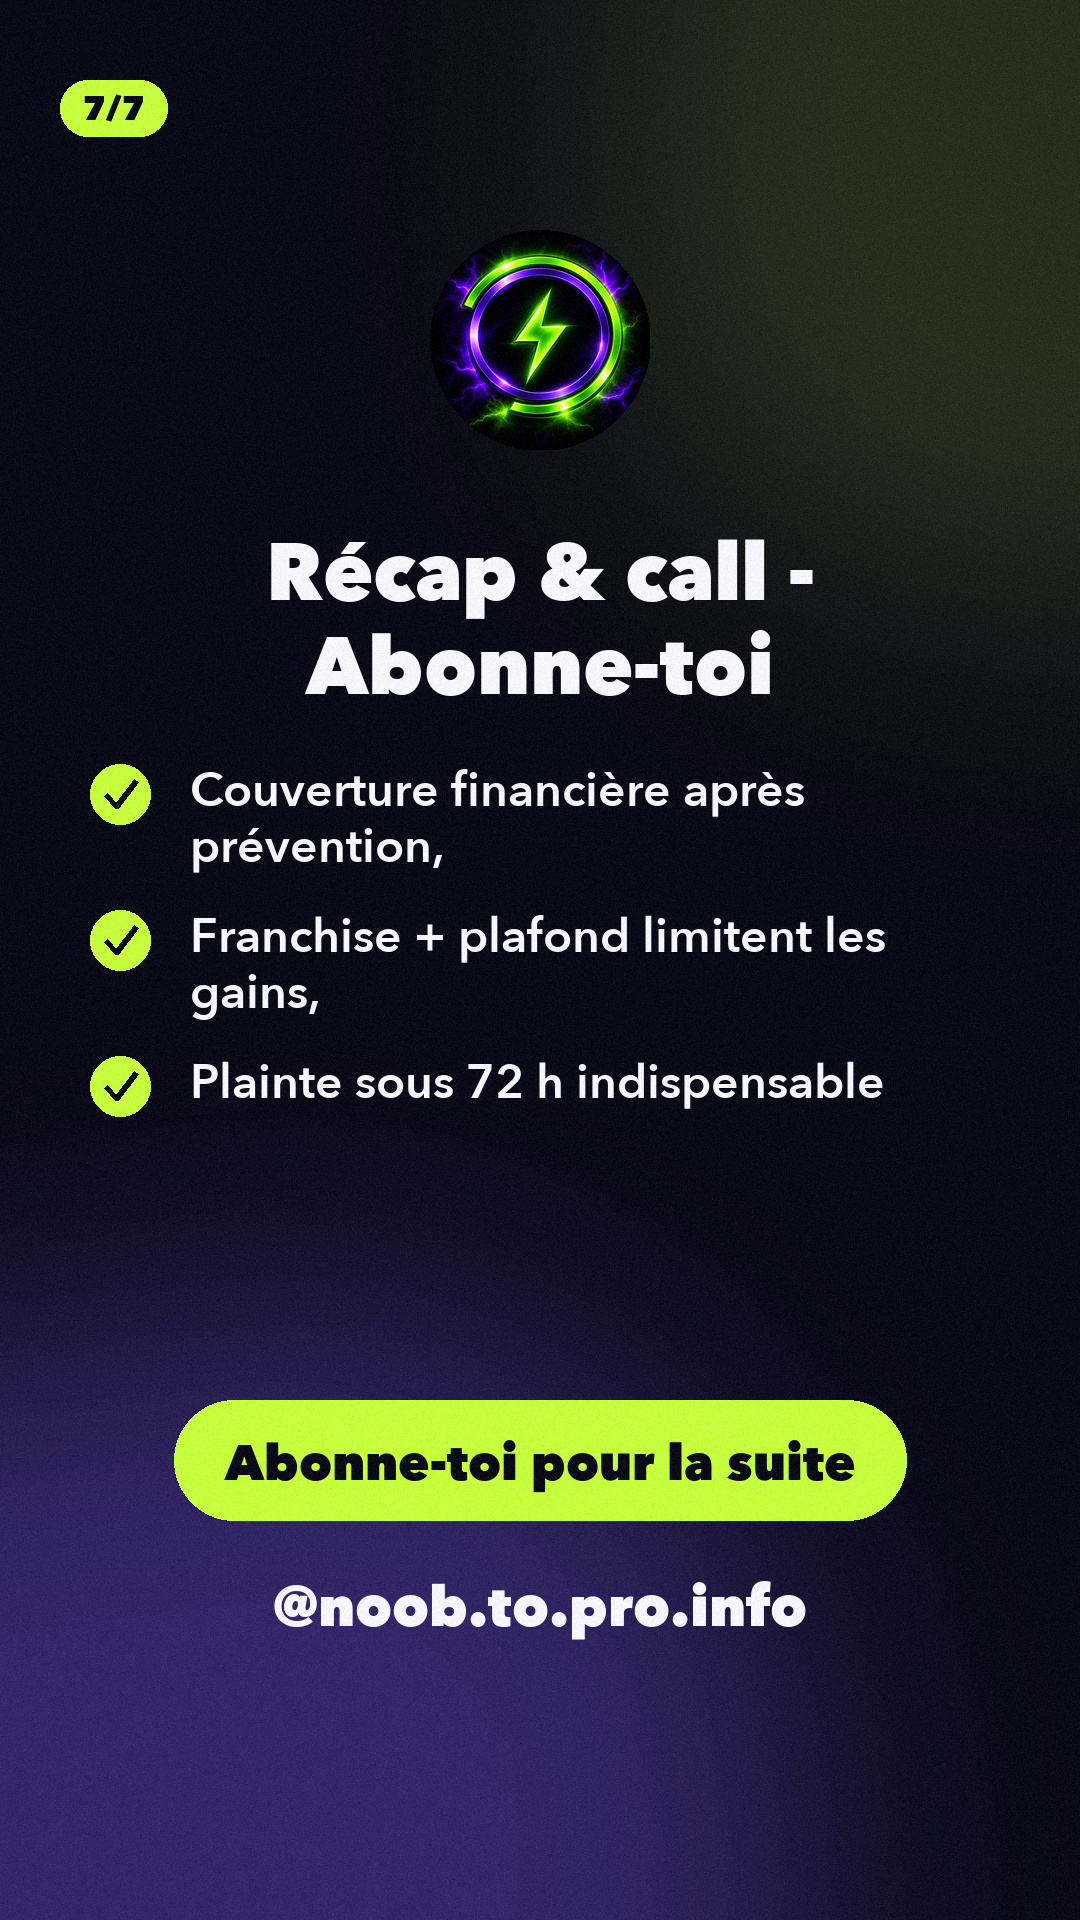 7/7
Récap & call -
Abonne-toi
Couverture financière après
prévention,
Franchise + plafond limitent les
gains,
Plainte sous 72 h indispensable
Abonne-toi pour la suite
@noob.to.pro.info